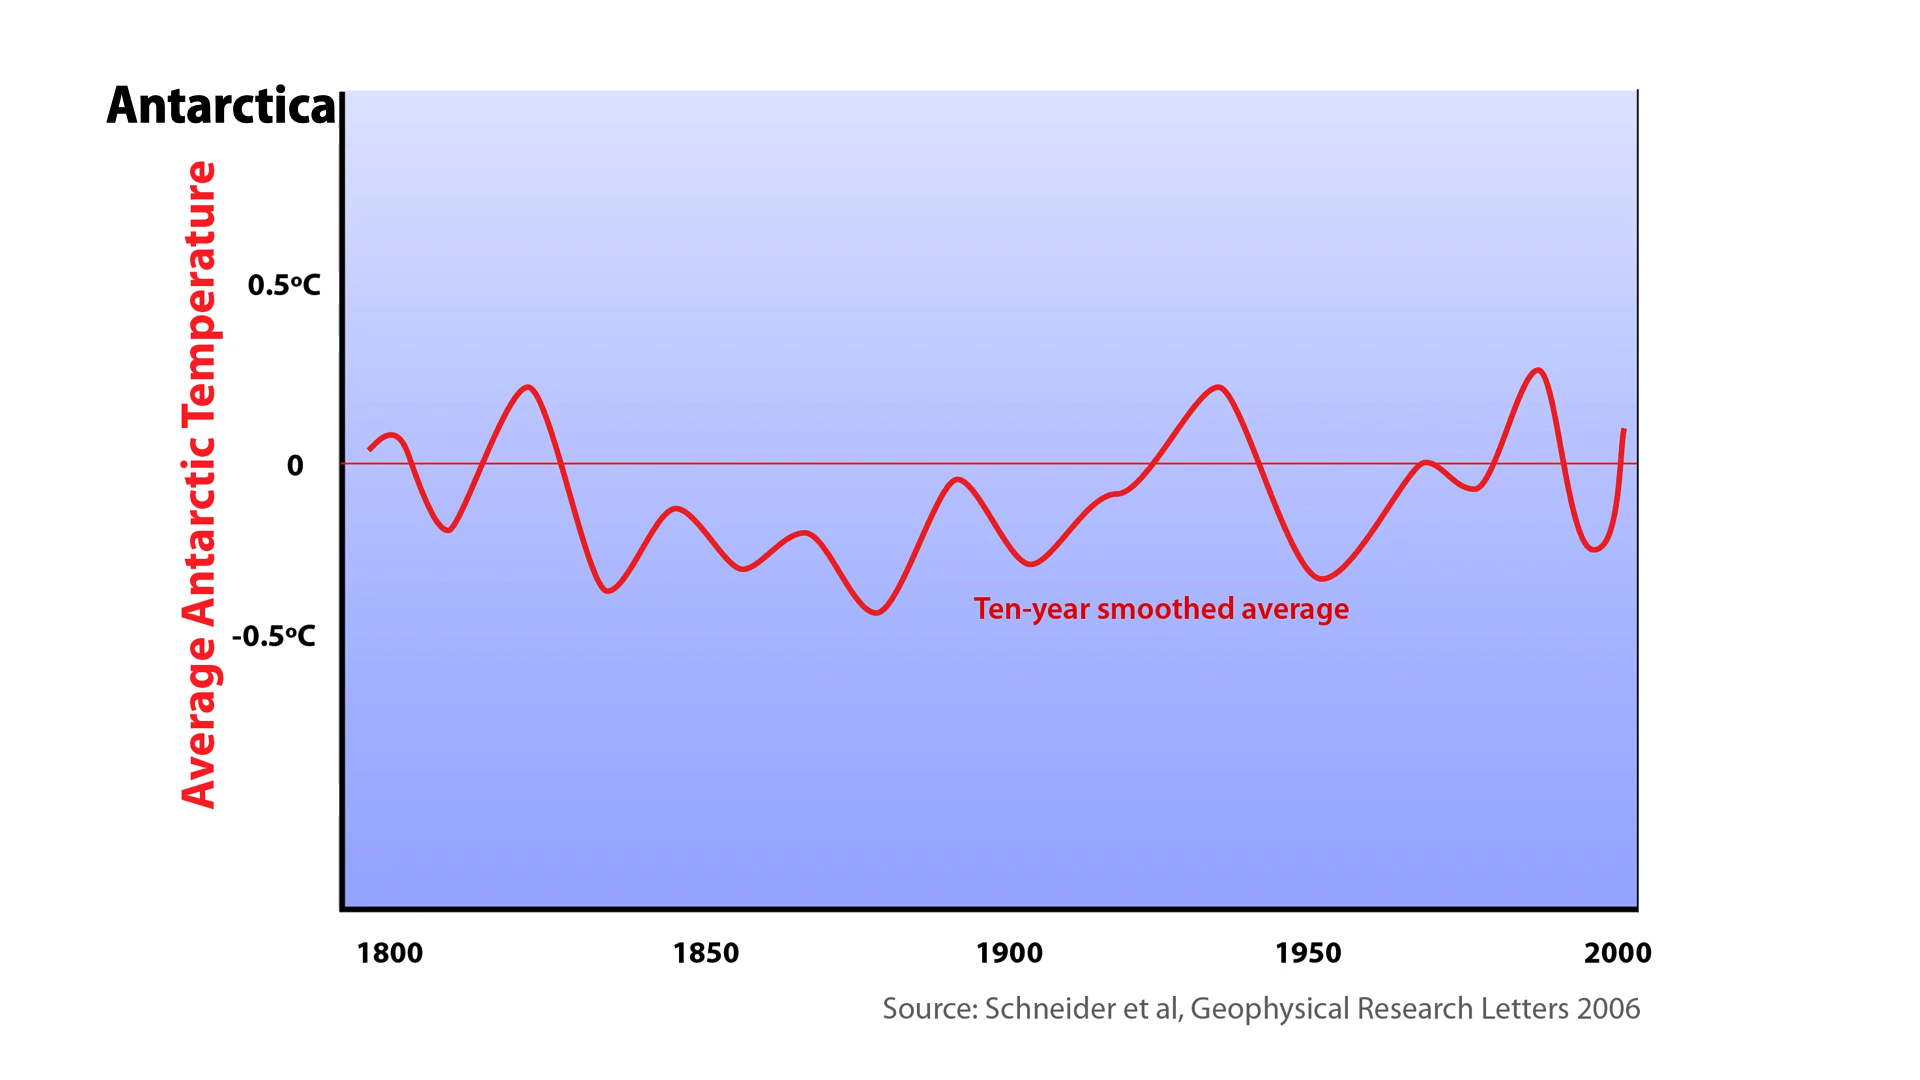 Antarctica
Average Antarctic Temperature
0.5ºC
0
-0.5ºC
Ten-year smoothed average
1800 1850 1900 1950 2000
Source: Schneider et al, Geophysical Research Letters 2006